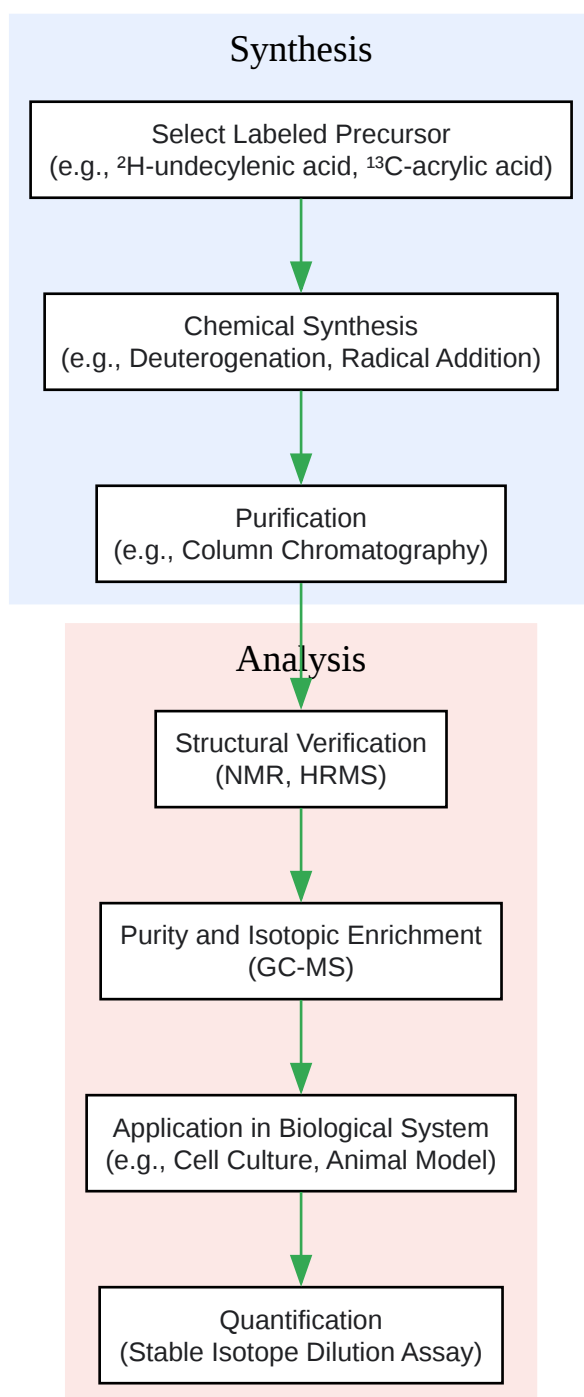 Synthesis
Select Labeled Precursor
(e.g., ²H-undecylenic acid, ¹³C-acrylic acid)
Chemical Synthesis
(e.g., Deuterogenation, Radical Addition)
Purification
(e.g., Column Chromatography)
Analysis
Structural Verification
(NMR, HRMS)
Purity and Isotopic Enrichment
(GC-MS)
Application in Biological System
(e.g., Cell Culture, Animal Model)
Quantification
(Stable Isotope Dilution Assay)